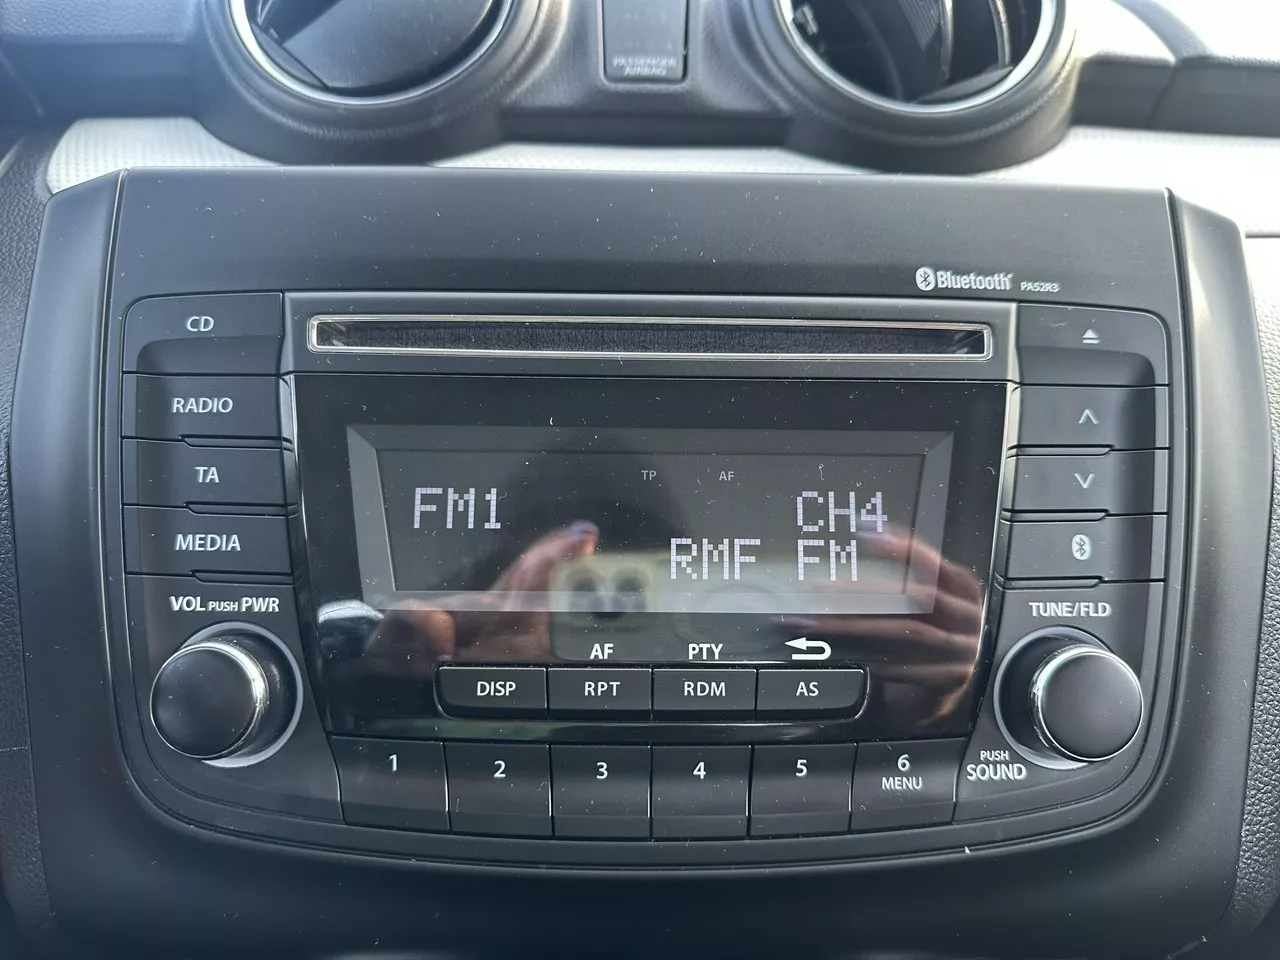 PASSENGER
AIRBAG
Bluetooth PA52R3
CD
RADIO
TA
MEDIA
VOL PUSH PWR
TP AF
FM1 CH4
RMF FM
AF PTY
DISP RPT RDM AS
TUNE/FLD
PUSH
SOUND
1 2 3 4 5 6
MENU